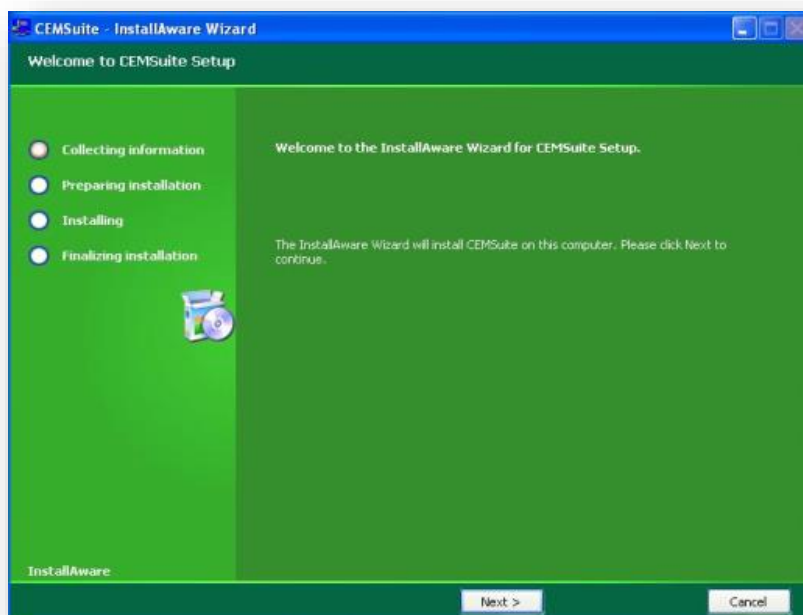 CEMSuite - InstallAware Wizard
Welcome to CEMSuite Setup
Collecting information
Preparing installation
Installing
Finalizing installation
Welcome to the InstallAware Wizard for CEMSuite Setup.
The InstallAware Wizard will install CEMSuite on this computer. Please click Next to
continue.
InstallAware
Next >
Cancel